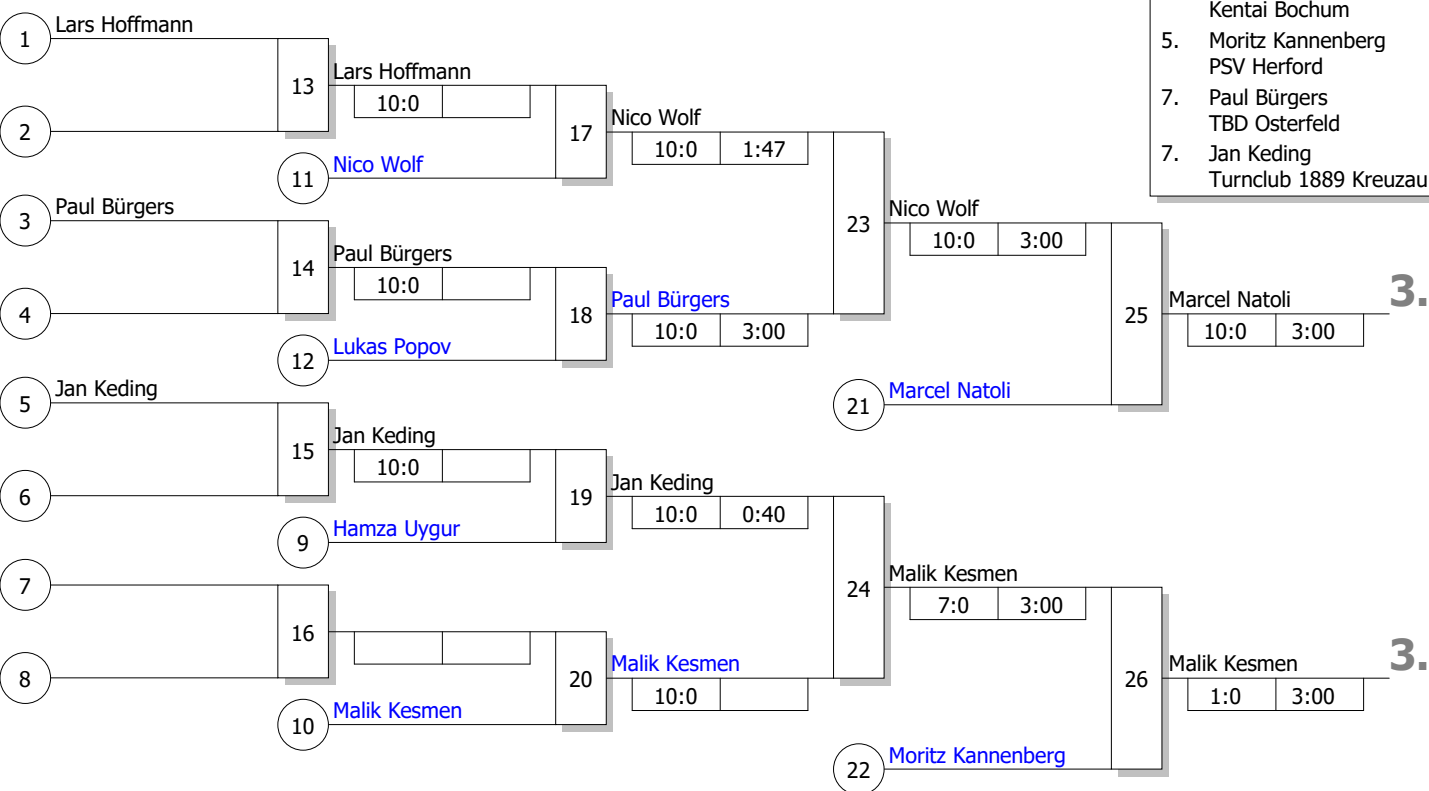 Kentai Bochum
5. Moritz Kannenberg
PSV Herford
7. Paul Bürgers
TBD Osterfeld
7. Jan Keding
Turnclub 1889 Kreuzau
1 Lars Hoffmann
2
13 Lars Hoffmann
10:0
11 Nico Wolf
17 Nico Wolf
10:0 1:47
3 Paul Bürgers
4
14 Paul Bürgers
10:0
12 Lukas Popov
18 Paul Bürgers
10:0 3:00
23 Nico Wolf
10:0 3:00
21 Marcel Natoli
25 Marcel Natoli 3.
10:0 3:00
5 Jan Keding
6
15 Jan Keding
10:0
9 Hamza Uygur
19 Jan Keding
10:0 0:40
7
8
16
10 Malik Kesmen
20 Malik Kesmen
10:0
24 Malik Kesmen
7:0 3:00
22 Moritz Kannenberg
26 Malik Kesmen 3.
1:0 3:00